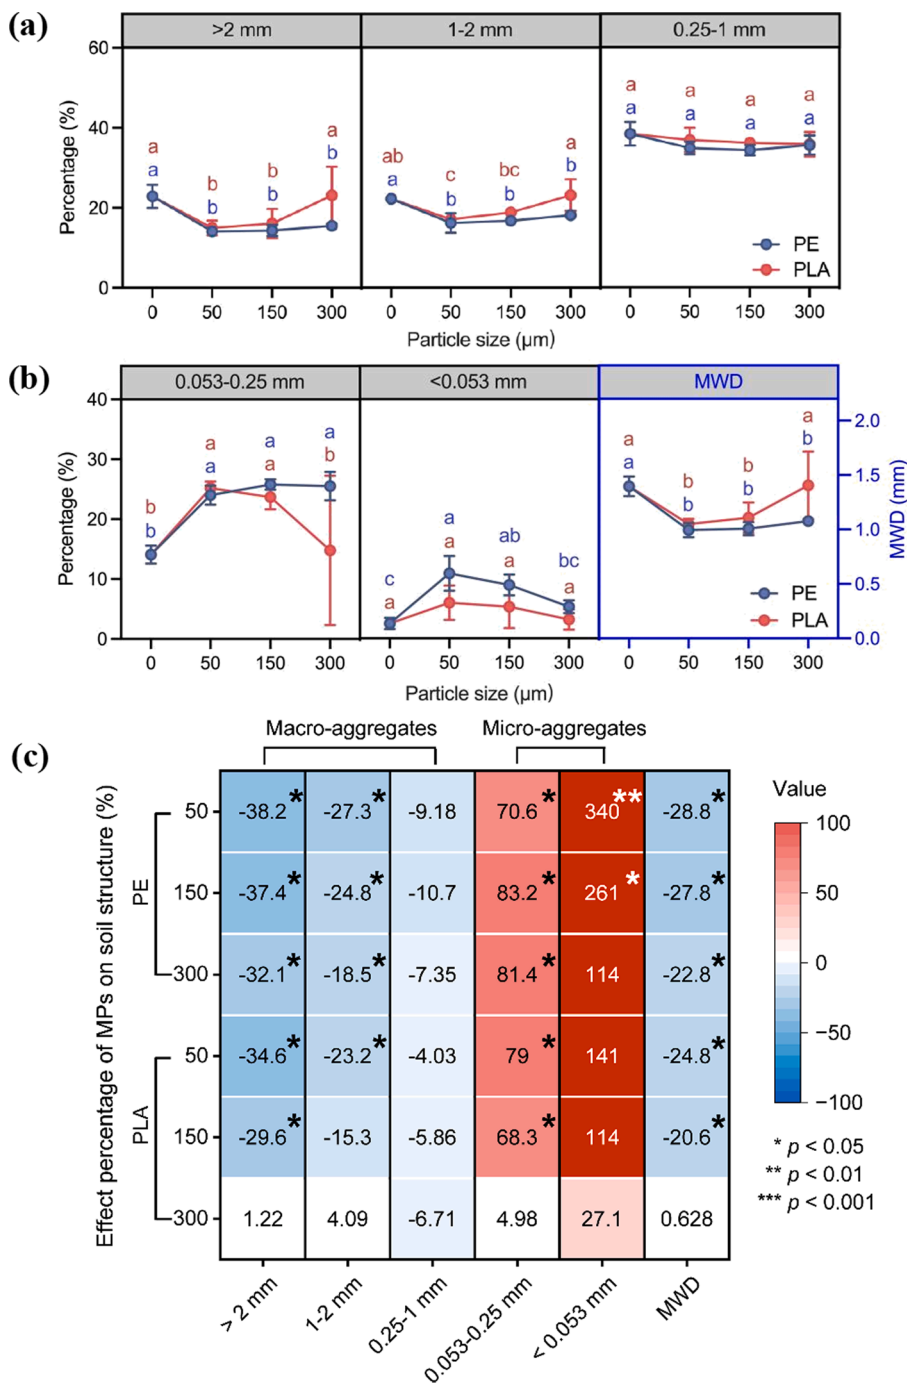 (a)
>2 mm 1-2 mm 0.25-1 mm
Percentage (%)
60
40
20
0
a
a
b
b
b
b
a
b
ab
a
c
b
bc
b
a
b
a
a
a
a
a
a
a
a
PE
PLA
0 50 150 300 0 50 150 300 0 50 150 300
Particle size (μm)
(b)
0.053-0.25 mm <0.053 mm MWD
Percentage (%)
40
30
20
10
0
b
b
a
a
a
a
a
b
c
a
a
a
ab
a
bc
a
a
a
b
b
b
b
a
b
2.0
1.5
1.0
0.5
0.0
MWD (mm)
PE
PLA
0 50 150 300 0 50 150 300 0 50 150 300
Particle size (μm)
(c)
Macro-aggregates Micro-aggregates
Effect percentage of MPs on soil structure (%)
PE
50 -38.2* -27.3* -9.18 70.6* 340** -28.8*
150 -37.4* -24.8* -10.7 83.2* 261* -27.8*
300 -32.1* -18.5* -7.35 81.4* 114 -22.8*
PLA
50 -34.6* -23.2* -4.03 79* 141 -24.8*
150 -29.6* -15.3 -5.86 68.3* 114 -20.6*
300 1.22 4.09 -6.71 4.98 27.1 0.628
> 2 mm 1-2 mm 0.25-1 mm 0.053-0.25 mm < 0.053 mm MWD
Value
100
50
0
−50
−100
* p < 0.05
** p < 0.01
*** p < 0.001